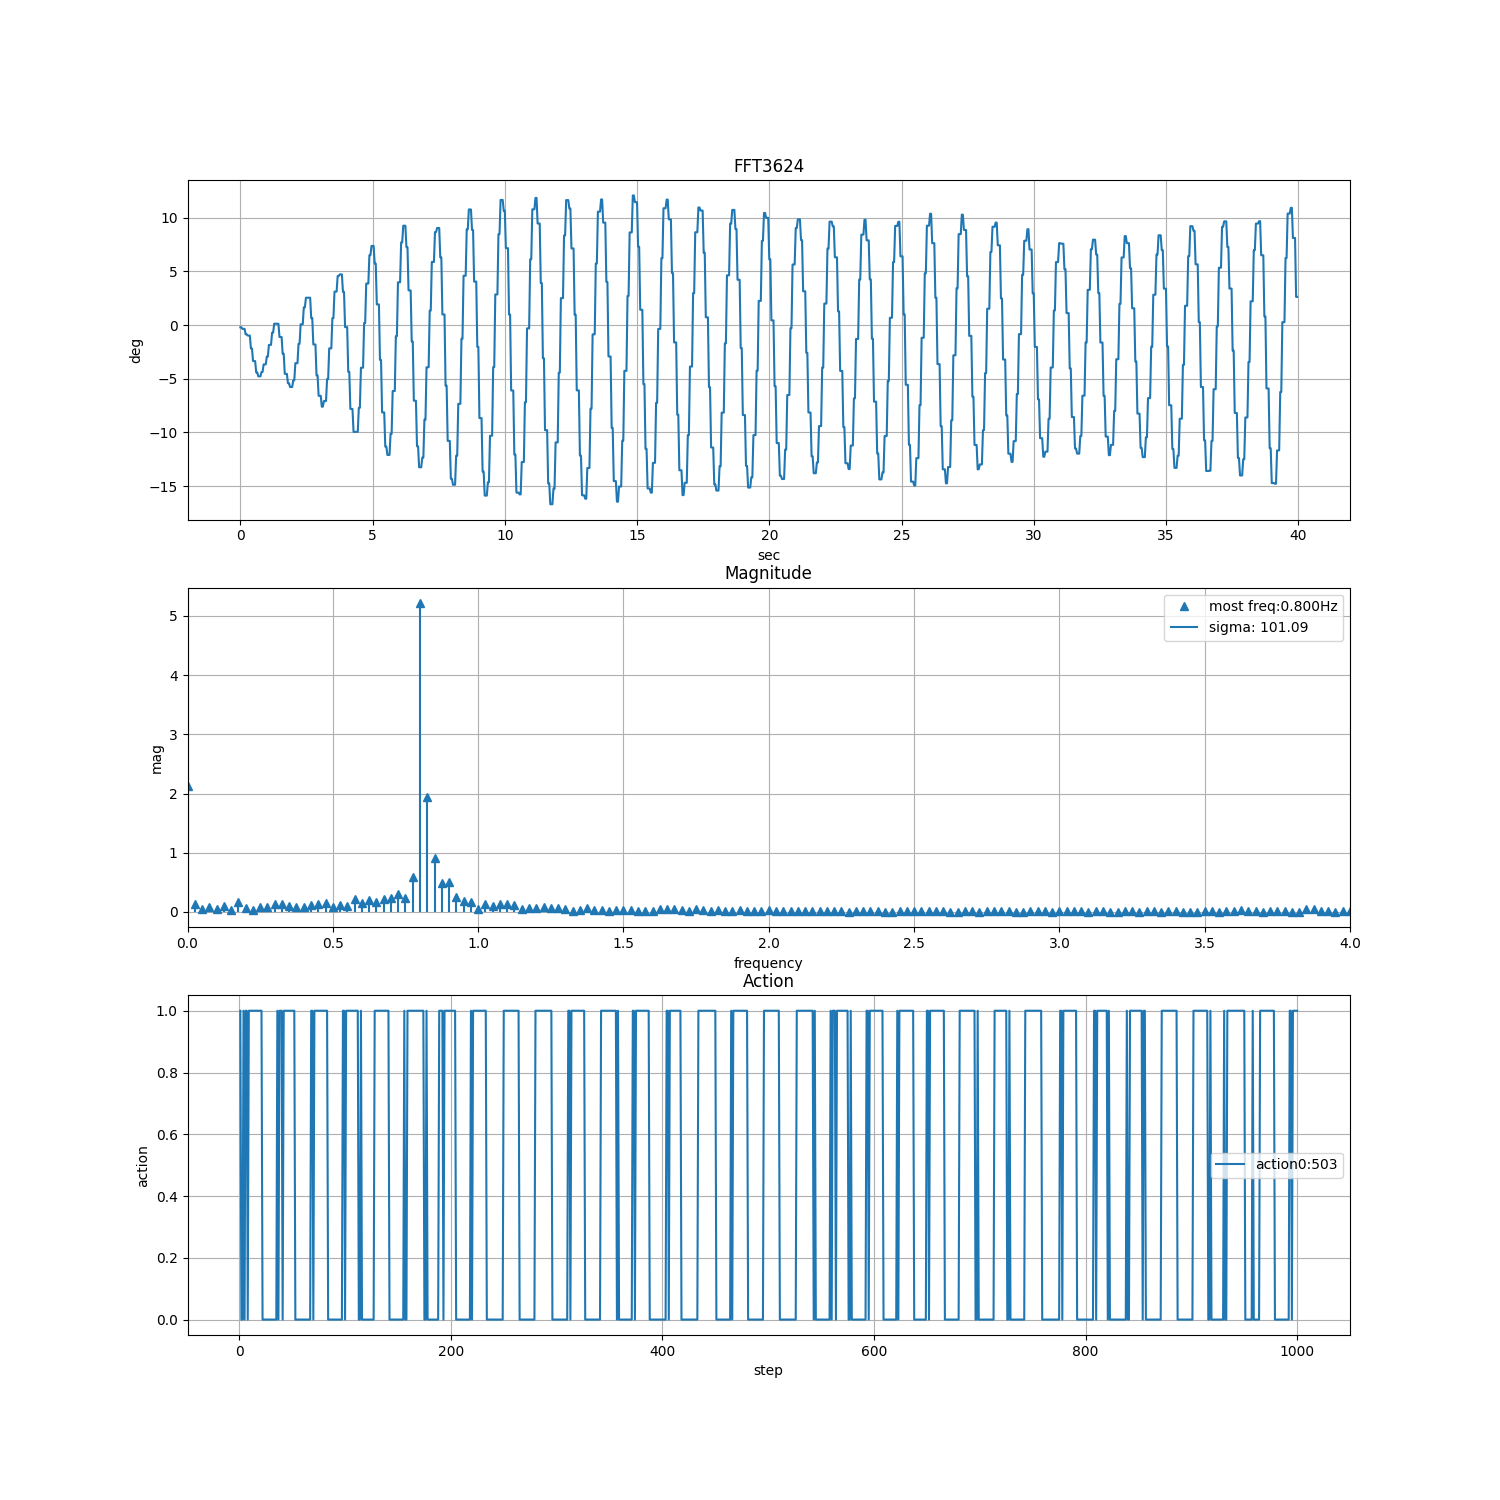 FFT3624
10
5
0
−5
−10
−15
deg
0 5 10 15 20 25 30 35 40
sec
Magnitude
most freq:0.800Hz
sigma: 101.09
5
4
3
2
1
0
mag
0.0 0.5 1.0 1.5 2.0 2.5 3.0 3.5 4.0
frequency
Action
1.0
0.8
0.6
0.4
0.2
0.0
action
action0:503
0 200 400 600 800 1000
step